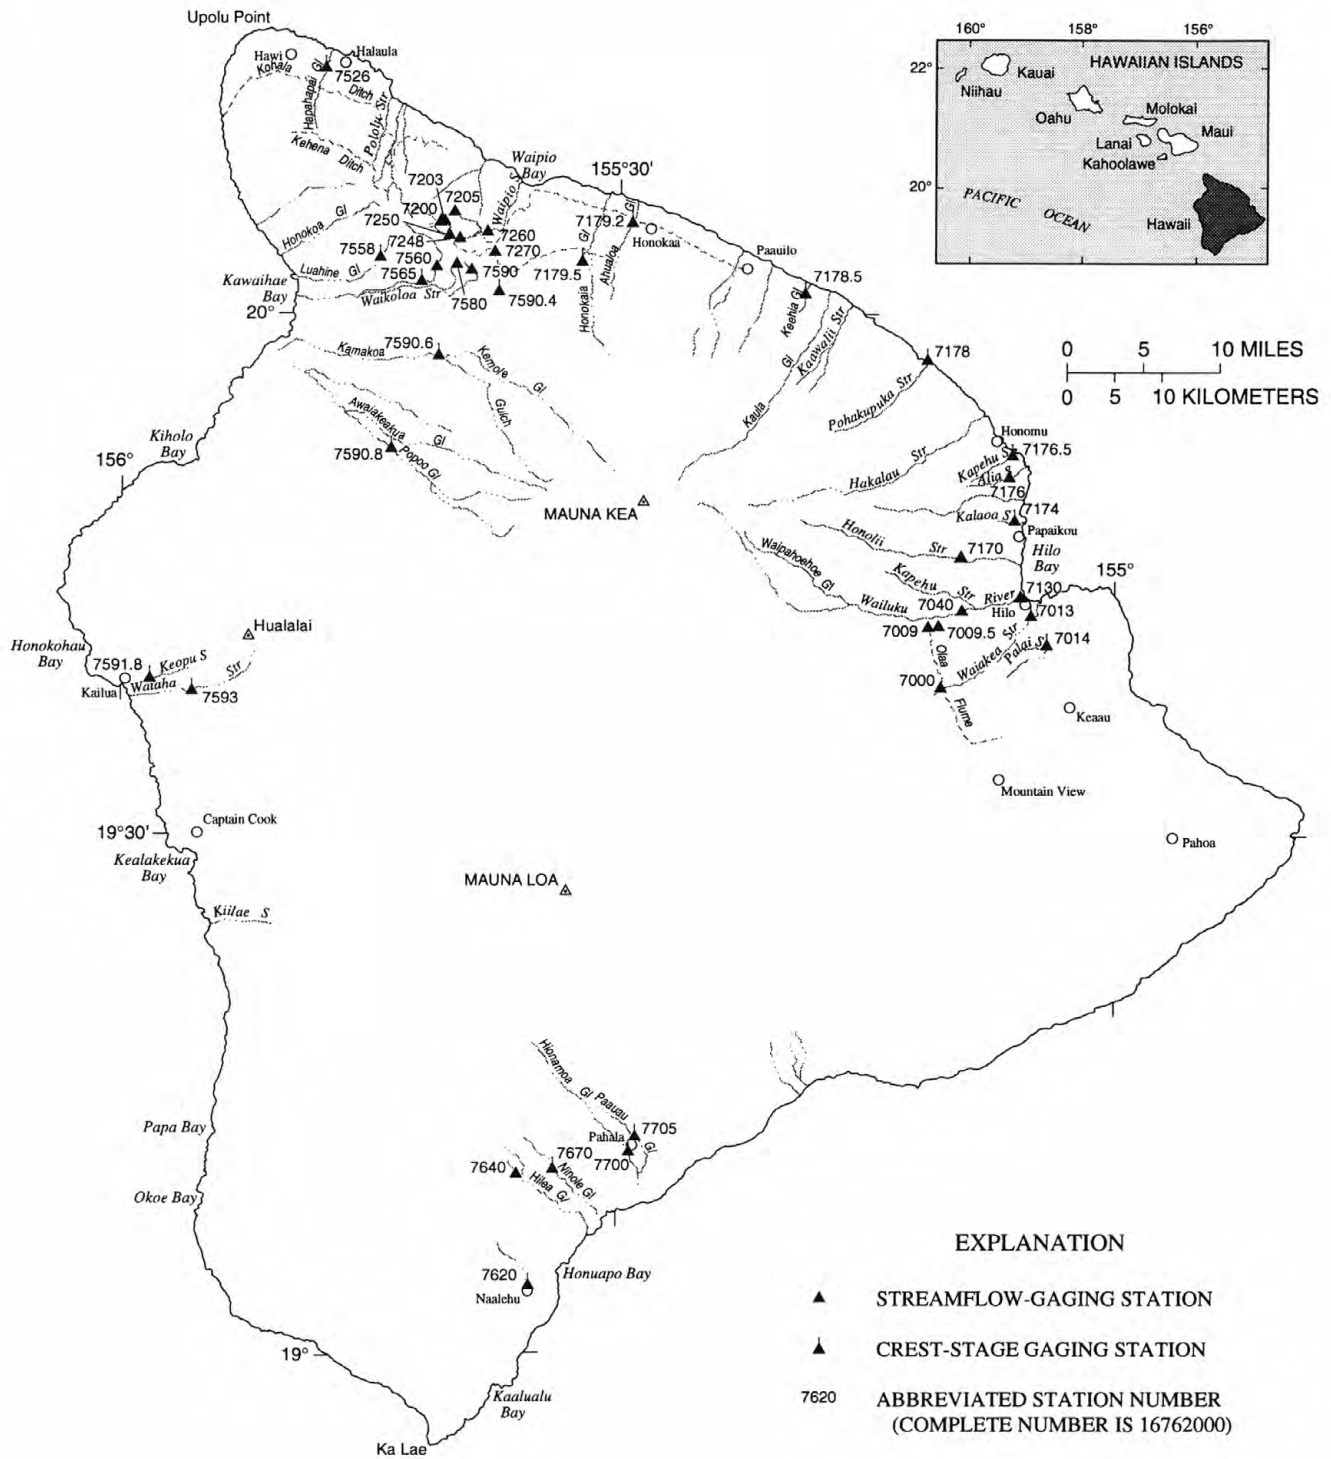 Upolu Point
Hawi
Halaula
Kohala
Ditch
7526
Hapahapai Gl
Pololu Str
Kehena
Ditch
Waipio
Bay
Waipio S
155°30'
7203
7205
7200
7250
7248
7260
7270
7179.2
Gl
Honokaa
Ahualoa
Gl
Honokaia
7179.5
Paauilo
Honokoa Gl
7558
7560
7565
Luahine Gl
Kawaihae
Bay
Waikoloa Str
7580
7590
7590.4
20°
7178.5
Keehia Gl
Kaawalii Str
Kaula
Gl
7178
Pohakupuka Str
Kamakoa
7590.6
Kemole
Gl
Gulch
Awaiakeakua
Gl
Popoo Gl
7590.8
Kiholo
Bay
156°
MAUNA KEA
Honomu
7176.5
Kapehu S
Alia S
7176
Hakalau Str
7174
Kalaoa S
Papaikou
Honolii
Str
7170
Hilo
Bay
155°
Waipahoehoe Gl
Kapehu
Str
Wailuku
River
7130
7040
Hilo
7013
7009
7009.5
7014
Waiakea Str
Palai S
Olaa
Flume
7000
Keaau
Mountain View
Pahoa
Hualalai
Honokohau
Bay
7591.8
Keopu S
Kailua
Waiaha
Str
7593
Captain Cook
19°30'
Kealakekua
Bay
MAUNA LOA
Kiilae S
Hionamoa Gl
Paauau
Gl
7705
Pahala
7700
7670
7640
Ninole Gl
Hilea Gl
Papa Bay
Okoe Bay
7620
Naalehu
Honuapo Bay
19°
Kaalualu
Bay
Ka Lae
160°
158°
156°
HAWAIIAN ISLANDS
22°
Kauai
Niihau
Oahu
Molokai
Lanai
Maui
Kahoolawe
20°
PACIFIC OCEAN
Hawaii
0 5 10 MILES
0 5 10 KILOMETERS
EXPLANATION
STREAMFLOW-GAGING STATION
CREST-STAGE GAGING STATION
7620 ABBREVIATED STATION NUMBER
(COMPLETE NUMBER IS 16762000)